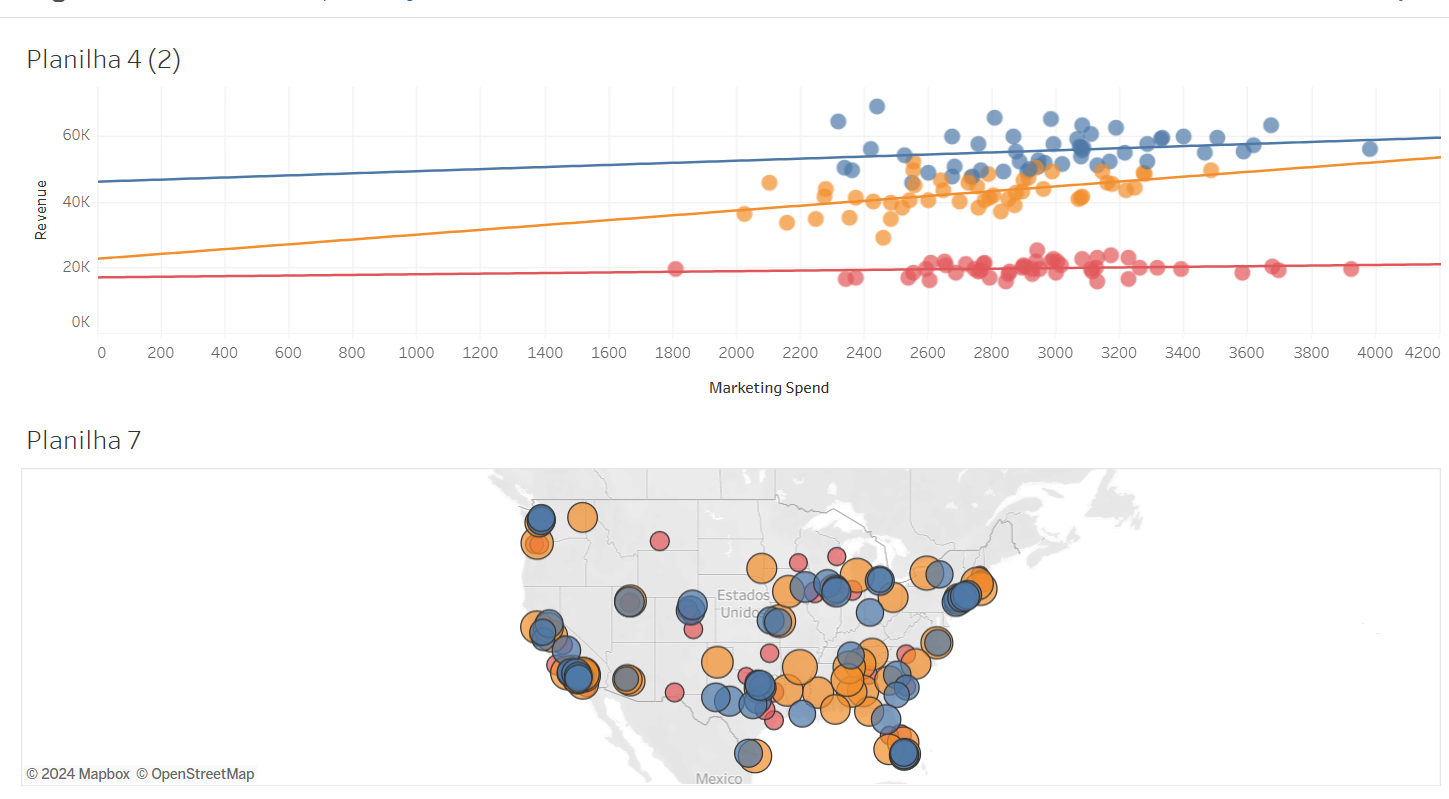 Planilha 4 (2)
Revenue
60K
40K
20K
0K
0 200 400 600 800 1000 1200 1400 1600 1800 2000 2200 2400 2600 2800 3000 3200 3400 3600 3800 4000 4200
Marketing Spend
Planilha 7
Estados
Unido
© 2024 Mapbox © OpenStreetMap
Mexico